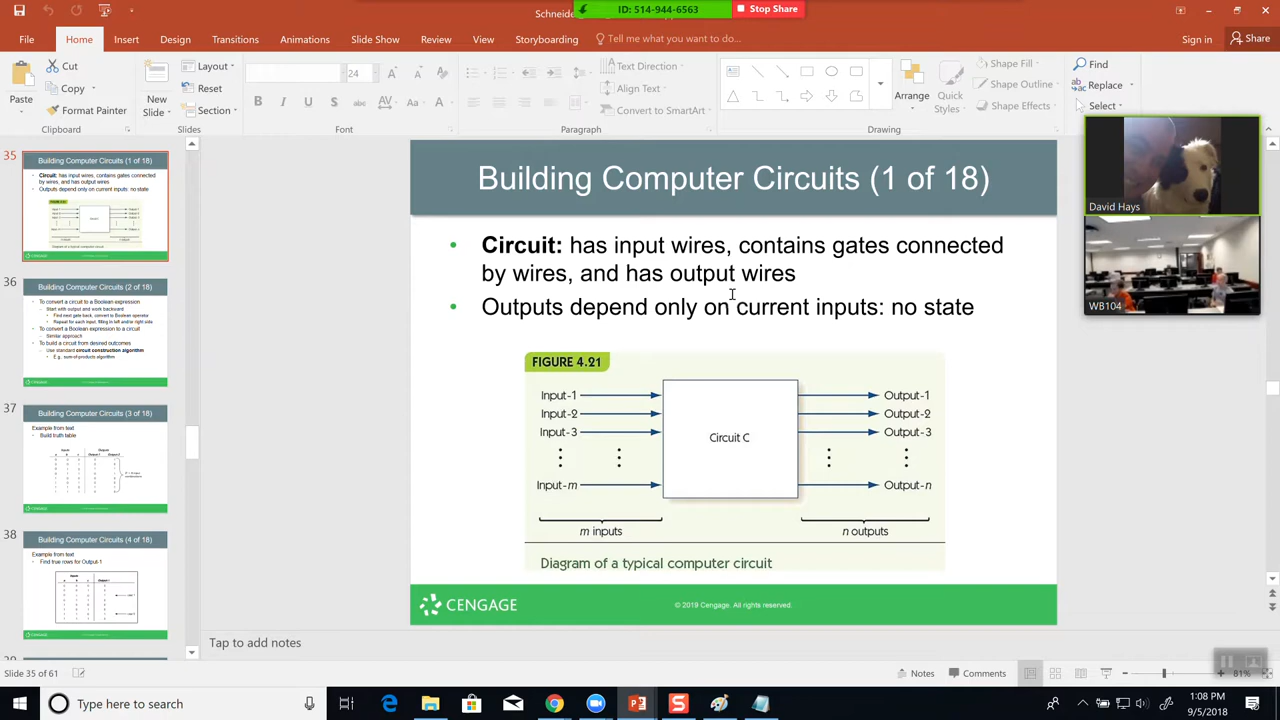 Schneide
ID: 514-944-6563
Stop Share
File
Home
Insert
Design
Transitions
Animations
Slide Show
Review
View
Storyboarding
Tell me what you want to do...
Sign in
Share
Paste
Cut
Copy
Format Painter
Clipboard
New
Slide
Layout
Reset
Section
Slides
24
Font
Text Direction
Align Text
Convert to SmartArt
Paragraph
Arrange
Quick
Styles
Shape Fill
Shape Outline
Shape Effects
Drawing
Find
Replace
Select
35
Building Computer Circuits (1 of 18)
Circuit: has input wires, contains gates connected
by wires, and has output wires
Outputs depend only on current inputs: no state
36
Building Computer Circuits (2 of 18)
To convert a circuit to a Boolean expression
Start with output and work backward
Find next gate back, convert to Boolean operator
Repeat for each input, filling in left and/or right side
To convert a Boolean expression to a circuit
Similar approach
To build a circuit from desired outcomes
Use standard circuit construction algorithm
E.g., sum-of-products algorithm
37
Building Computer Circuits (3 of 18)
Example from text
Build truth table
38
Building Computer Circuits (4 of 18)
Example from text
Find true rows for Output-1
Building Computer Circuits (1 of 18)
• Circuit: has input wires, contains gates connected
by wires, and has output wires
• Outputs depend only on current inputs: no state
FIGURE 4.21
Input-1
Input-2
Input-3
Input-m
Circuit C
Output-1
Output-2
Output-3
Output-n
m inputs
n outputs
Diagram of a typical computer circuit
CENGAGE
© 2019 Cengage. All rights reserved.
David Hays
WB104
Tap to add notes
Slide 35 of 61
Notes
Comments
81%
Type here to search
1:08 PM
9/5/2018